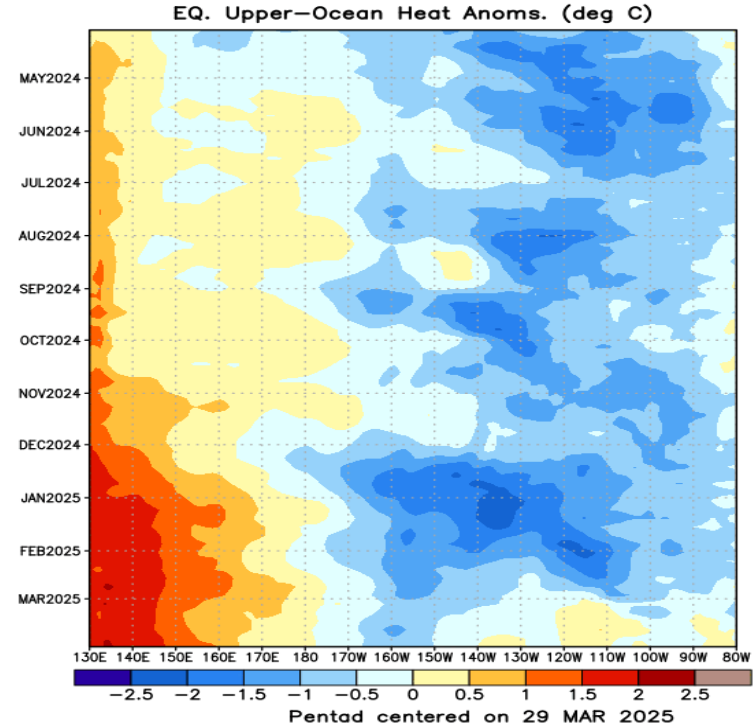 EQ. Upper-Ocean Heat Anoms. (deg C)
MAY2024
JUN2024
JUL2024
AUG2024
SEP2024
OCT2024
NOV2024
DEC2024
JAN2025
FEB2025
MAR2025
130E 140E 150E 160E 170E 180 170W 160W 150W 140W 130W 120W 110W 100W 90W 80W
-2.5 -2 -1.5 -1 -0.5 0 0.5 1 1.5 2 2.5
Pentad centered on 29 MAR 2025